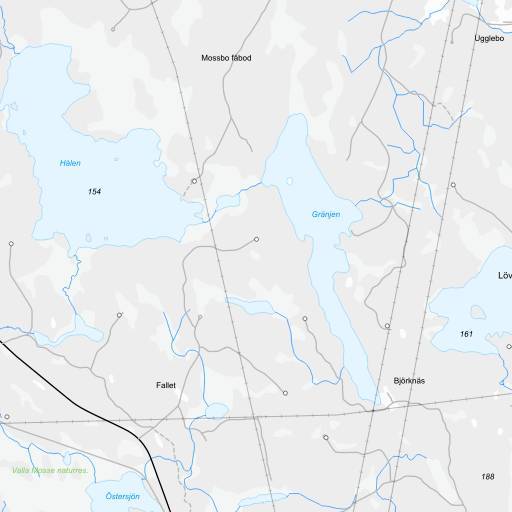 Ugglebo
Mossbo fäbod
Hälen
154
Gränjen
Löv
161
Björknäs
Fallet
Valla Mosse naturres.
188
Östersjön